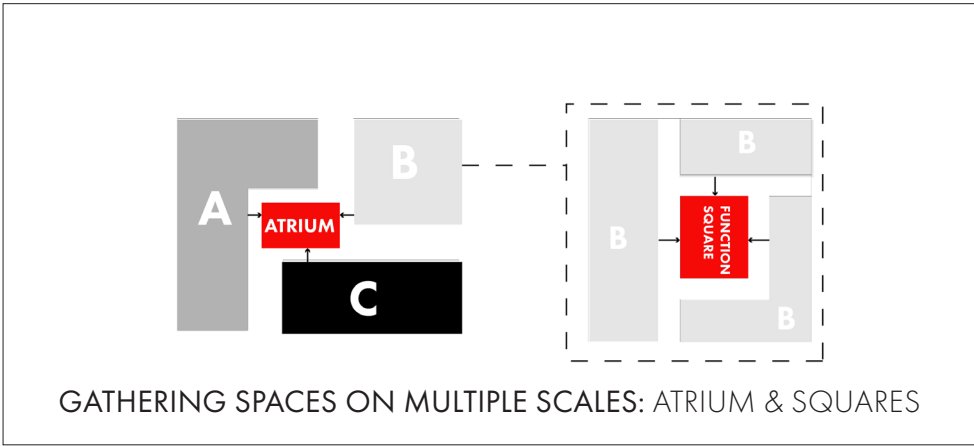 A
B
ATRIUM
C
B
B
FUNCTION
SQUARE
B
GATHERING SPACES ON MULTIPLE SCALES: ATRIUM & SQUARES